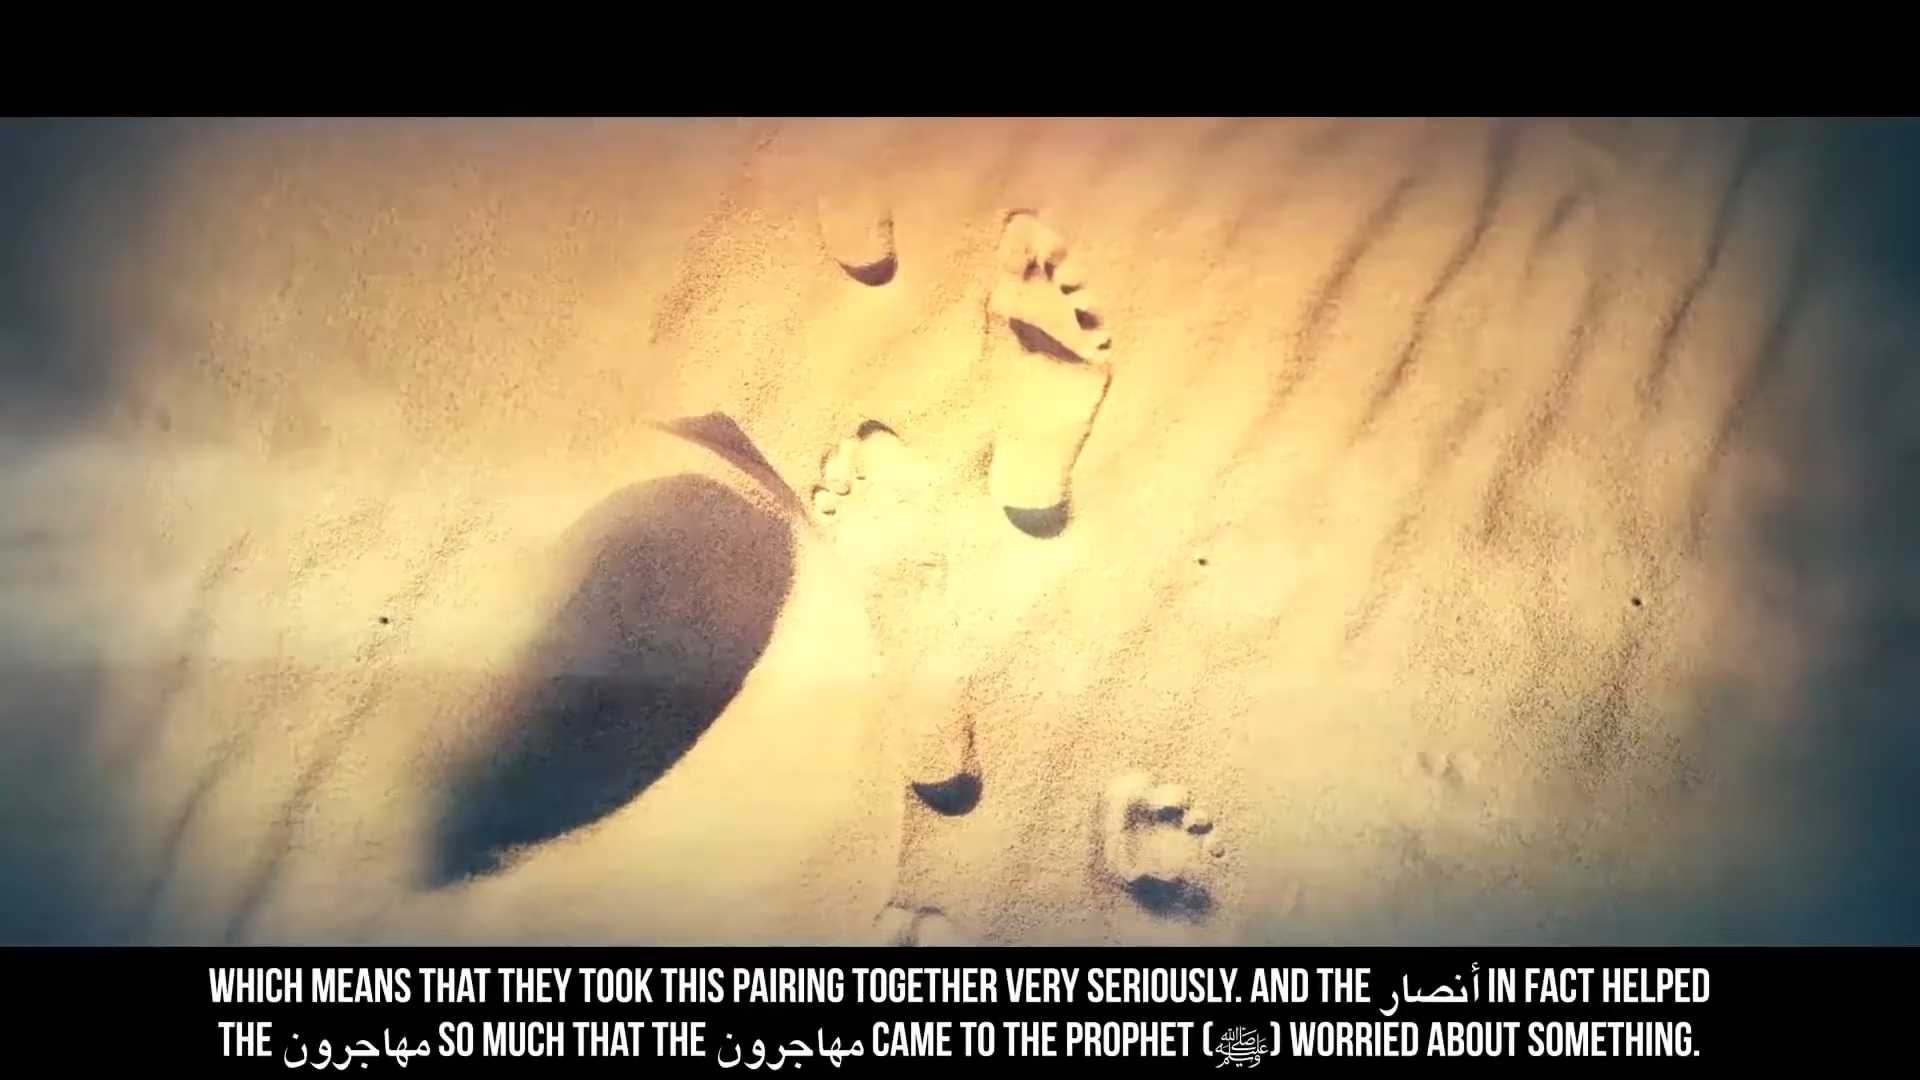 WHICH MEANS THAT THEY TOOK THIS PAIRING TOGETHER VERY SERIOUSLY. AND THE أنصار IN FACT HELPED
THE مهاجرون SO MUCH THAT THE مهاجرون CAME TO THE PROPHET (ﷺ) WORRIED ABOUT SOMETHING.